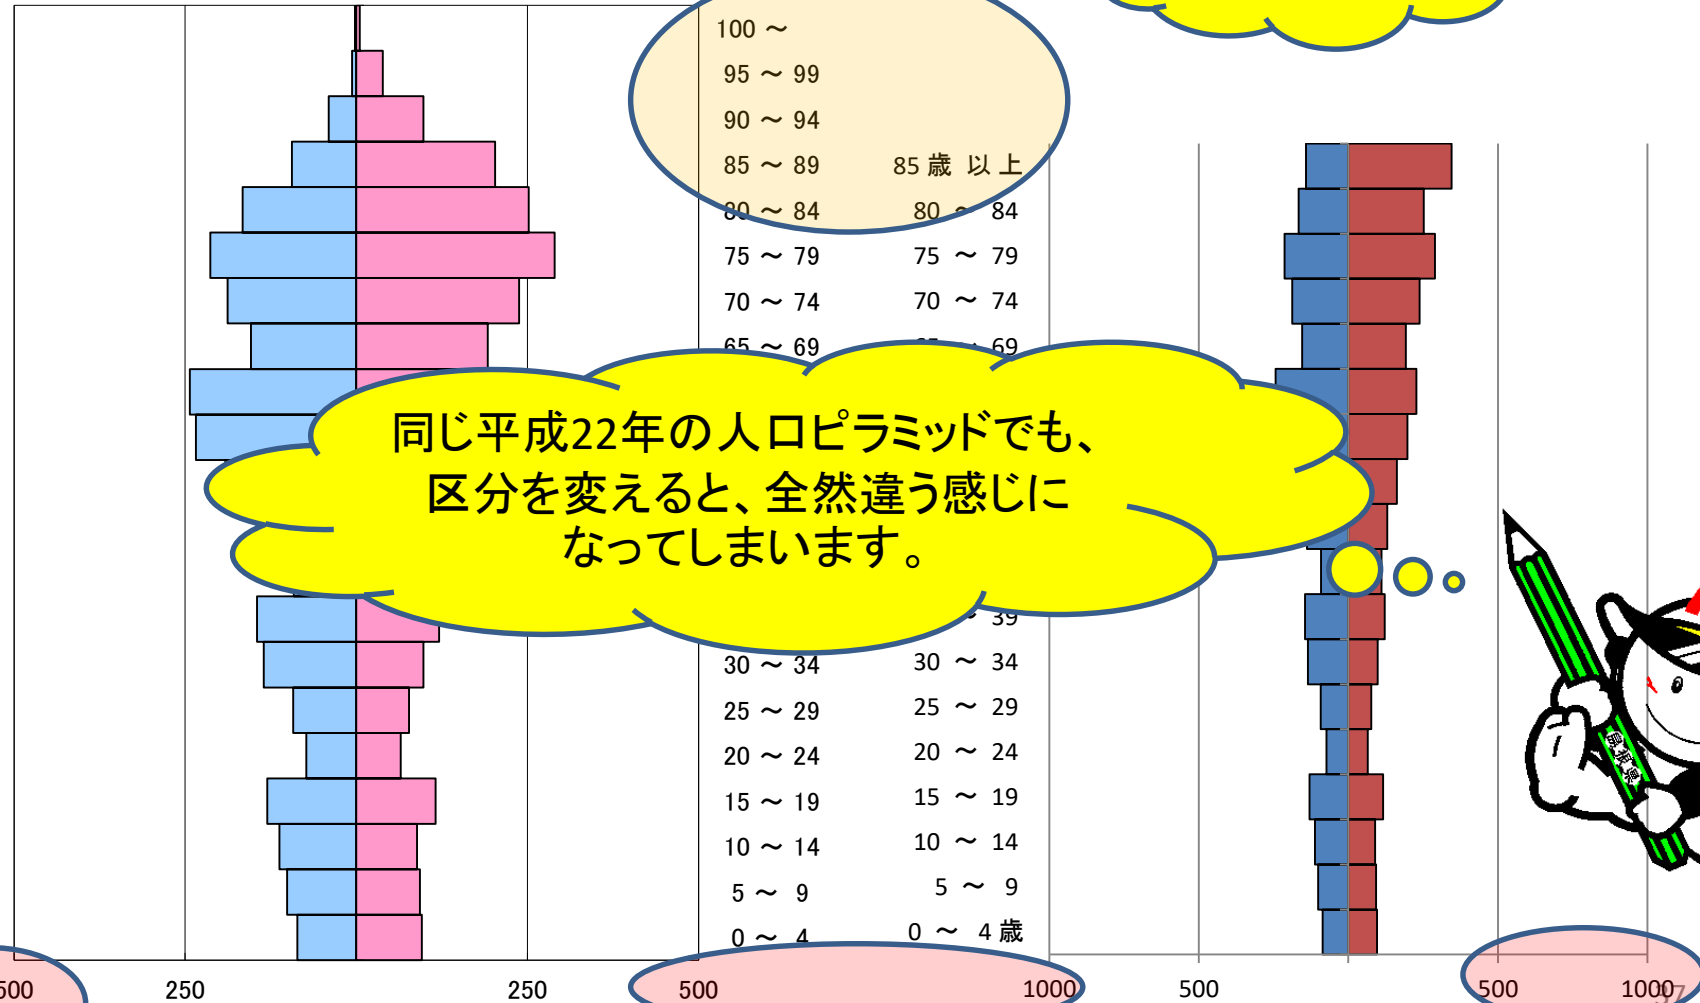 100 ～
95 ～ 99
90 ～ 94
85 ～ 89
80 ～ 84
75 ～ 79
70 ～ 74
65 ～ 69
30 ～ 34
25 ～ 29
20 ～ 24
15 ～ 19
10 ～ 14
5 ～ 9
0 ～ 4
85 歳 以 上
80 ～ 84
75 ～ 79
70 ～ 74
～ 69
～ 39
30 ～ 34
25 ～ 29
20 ～ 24
15 ～ 19
10 ～ 14
5 ～ 9
0 ～ 4 歳
同じ平成22年の人口ピラミッドでも、
区分を変えると、全然違う感じに
なってしまいます。
島根県
500 250 250 500
1000 500 500 1000
37